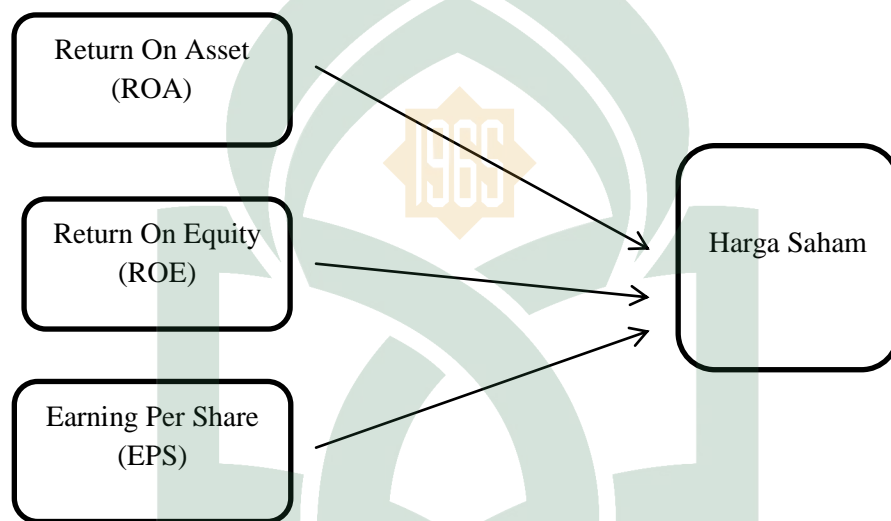 Return On Asset
(ROA)
1965
Return On Equity
(ROE)
Harga Saham
Earning Per Share
(EPS)